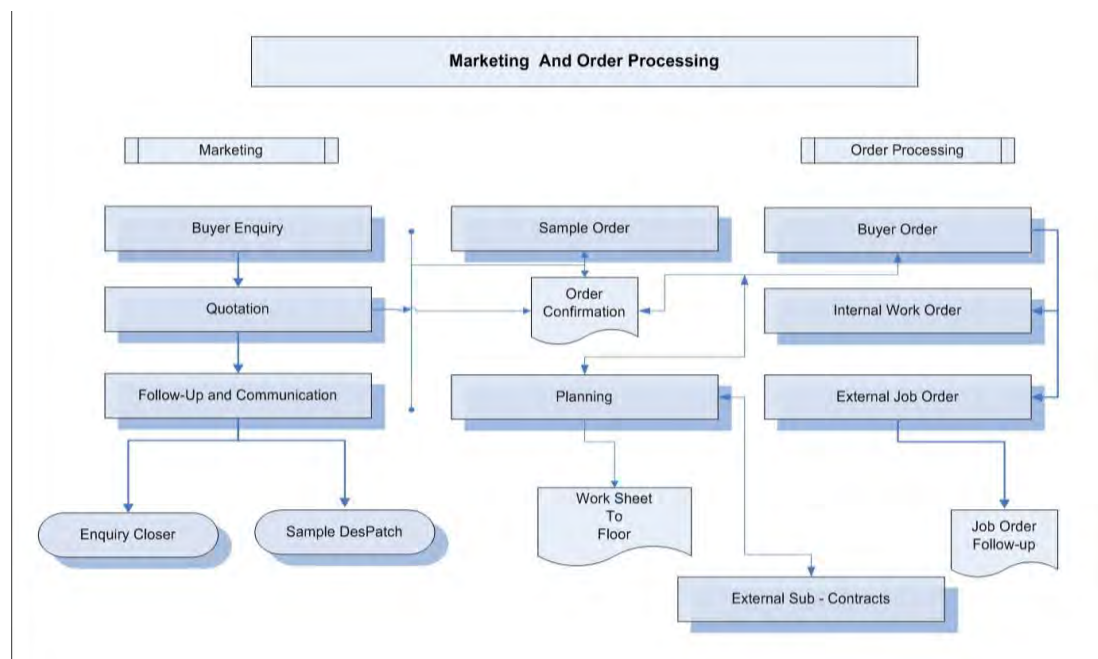 Marketing And Order Processing
Marketing
Order Processing
Buyer Enquiry
Sample Order
Buyer Order
Quotation
Order
Confirmation
Internal Work Order
Follow-Up and Communication
Planning
External Job Order
Enquiry Closer
Sample DesPatch
Work Sheet
To
Floor
Job Order
Follow-up
External Sub - Contracts